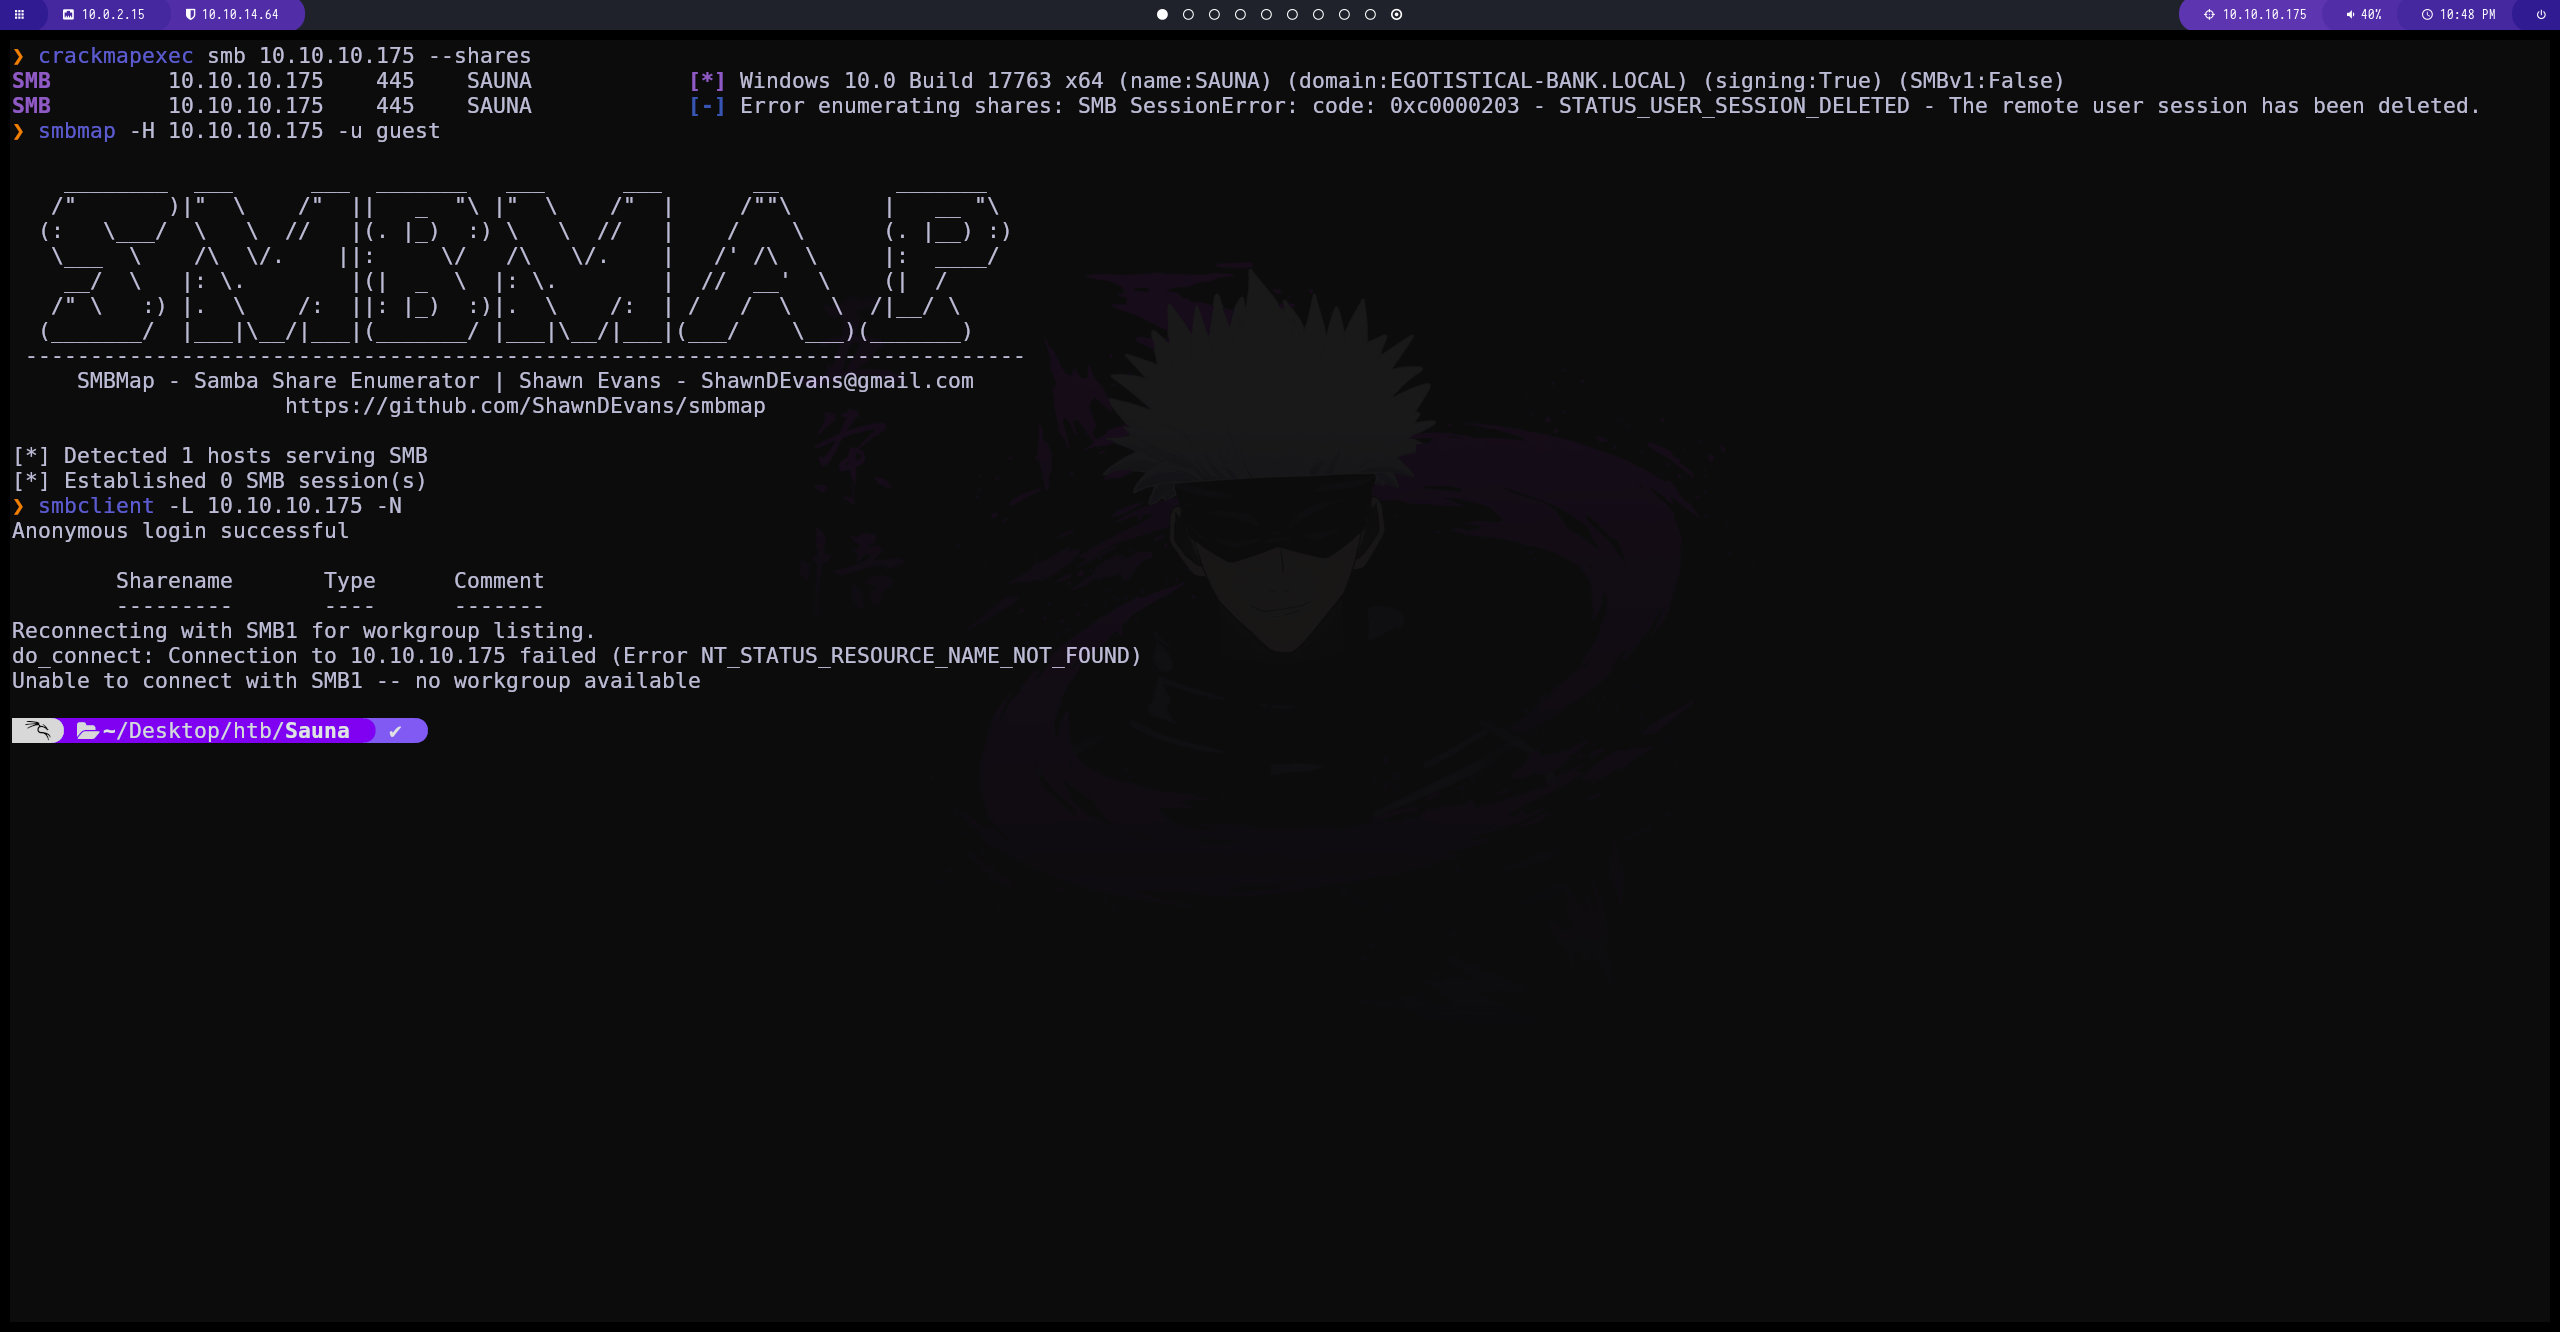 10.0.2.15 10.10.14.64 10.10.10.175 40% 10:48 PM
❯ crackmapexec smb 10.10.10.175 --shares
SMB         10.10.10.175    445    SAUNA            [*] Windows 10.0 Build 17763 x64 (name:SAUNA) (domain:EGOTISTICAL-BANK.LOCAL) (signing:True) (SMBv1:False)
SMB         10.10.10.175    445    SAUNA            [-] Error enumerating shares: SMB SessionError: code: 0xc0000203 - STATUS_USER_SESSION_DELETED - The remote user session has been deleted.
❯ smbmap -H 10.10.10.175 -u guest
SMBMAP
-----------------------------------------------------------------------------
SMBMap - Samba Share Enumerator | Shawn Evans - ShawnDEvans@gmail.com
https://github.com/ShawnDEvans/smbmap
[*] Detected 1 hosts serving SMB
[*] Established 0 SMB session(s)
❯ smbclient -L 10.10.10.175 -N
Anonymous login successful
Sharename       Type      Comment
---------       ----      -------
Reconnecting with SMB1 for workgroup listing.
do_connect: Connection to 10.10.10.175 failed (Error NT_STATUS_RESOURCE_NAME_NOT_FOUND)
Unable to connect with SMB1 -- no workgroup available
~/Desktop/htb/Sauna ✔